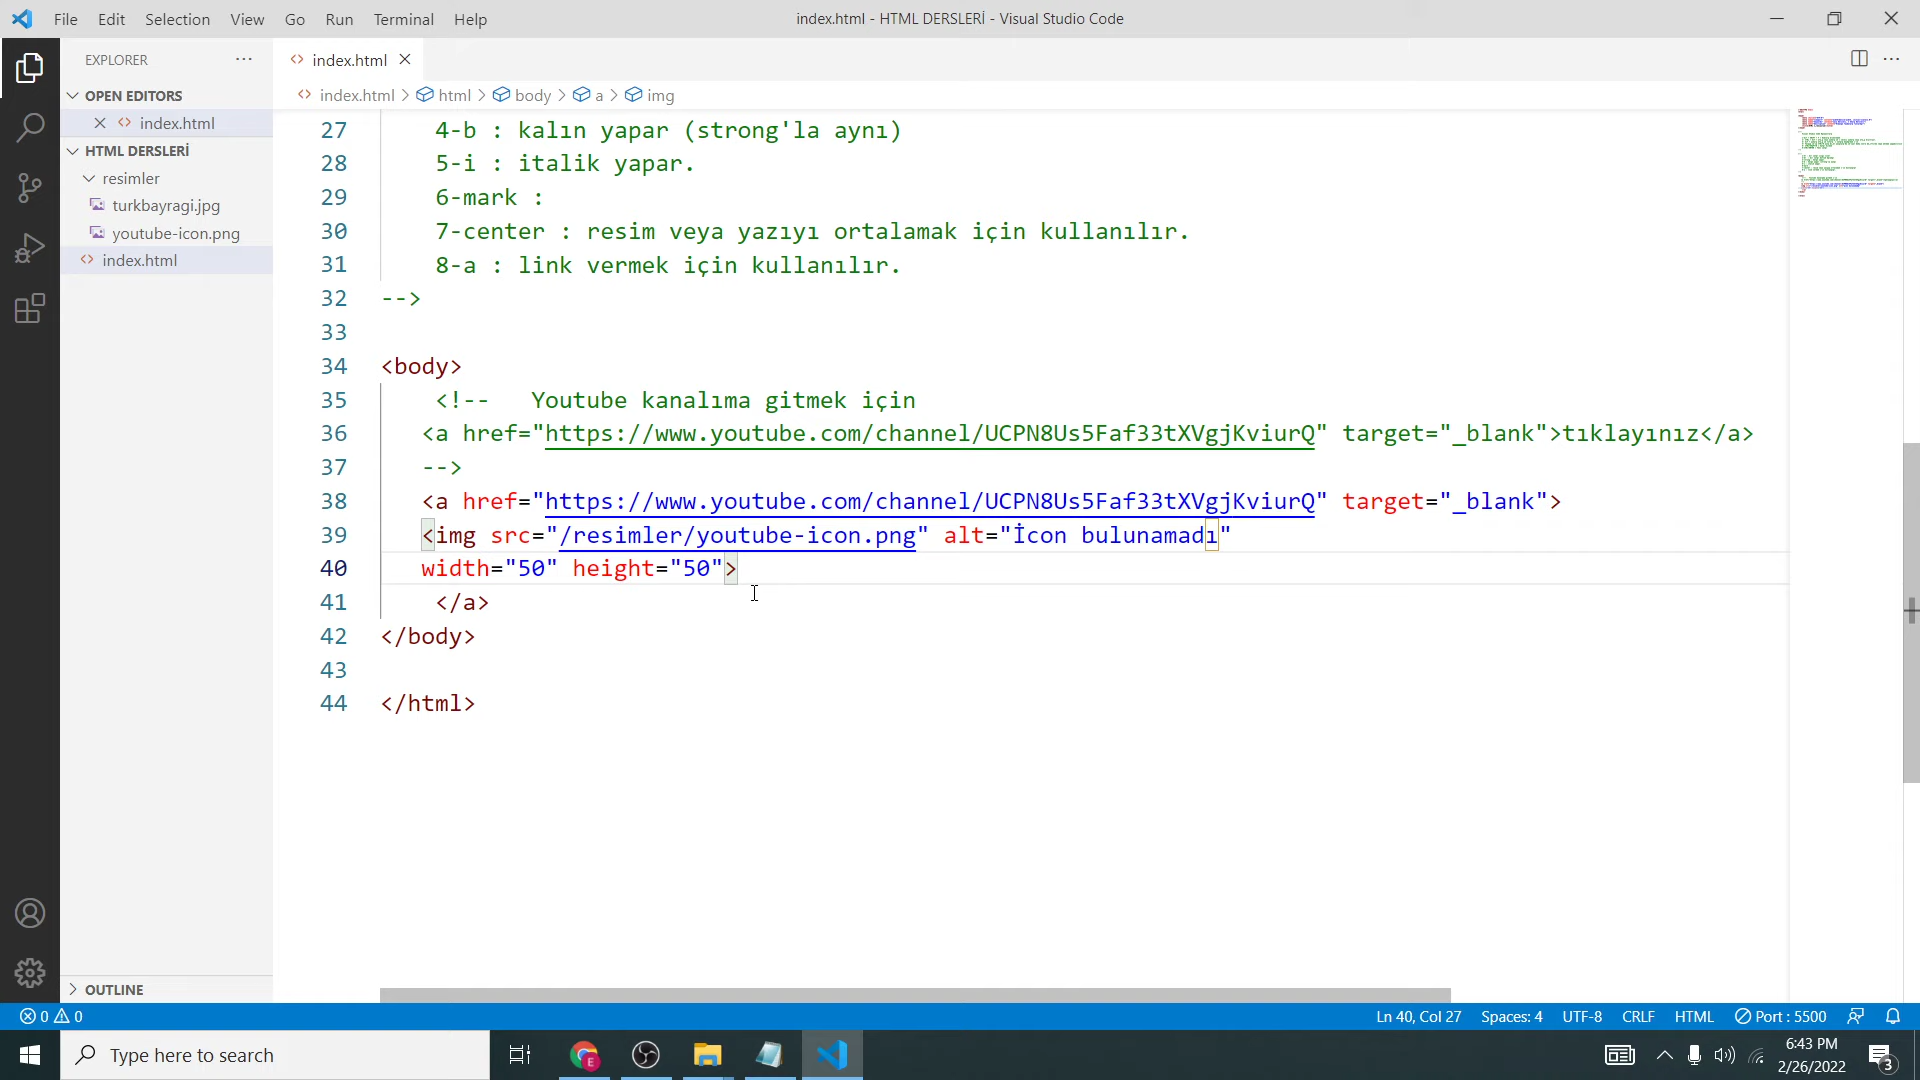 File Edit Selection View Go Run Terminal Help
index.html - HTML DERSLERİ - Visual Studio Code
EXPLORER
OPEN EDITORS
index.html
HTML DERSLERİ
resimler
turkbayragi.jpg
youtube-icon.png
index.html
OUTLINE
index.html
index.html > html > body > a > img
27 4-b : kalın yapar (strong'la aynı)
28 5-i : italik yapar.
29 6-mark :
30 7-center : resim veya yazıyı ortalamak için kullanılır.
31 8-a : link vermek için kullanılır.
32 -->
33
34 <body>
35 <!-- Youtube kanalıma gitmek için
36 <a href="https://www.youtube.com/channel/UCPN8Us5Faf33tXVgjKviurQ" target="_blank">tıklayınız</a>
37 -->
38 <a href="https://www.youtube.com/channel/UCPN8Us5Faf33tXVgjKviurQ" target="_blank">
39 <img src="/resimler/youtube-icon.png" alt="İcon bulunamadı"
40 width="50" height="50">
41 </a>
42 </body>
43
44 </html>
0 0
Ln 40, Col 27 Spaces: 4 UTF-8 CRLF HTML Port : 5500
Type here to search
E
6:43 PM
2/26/2022
3